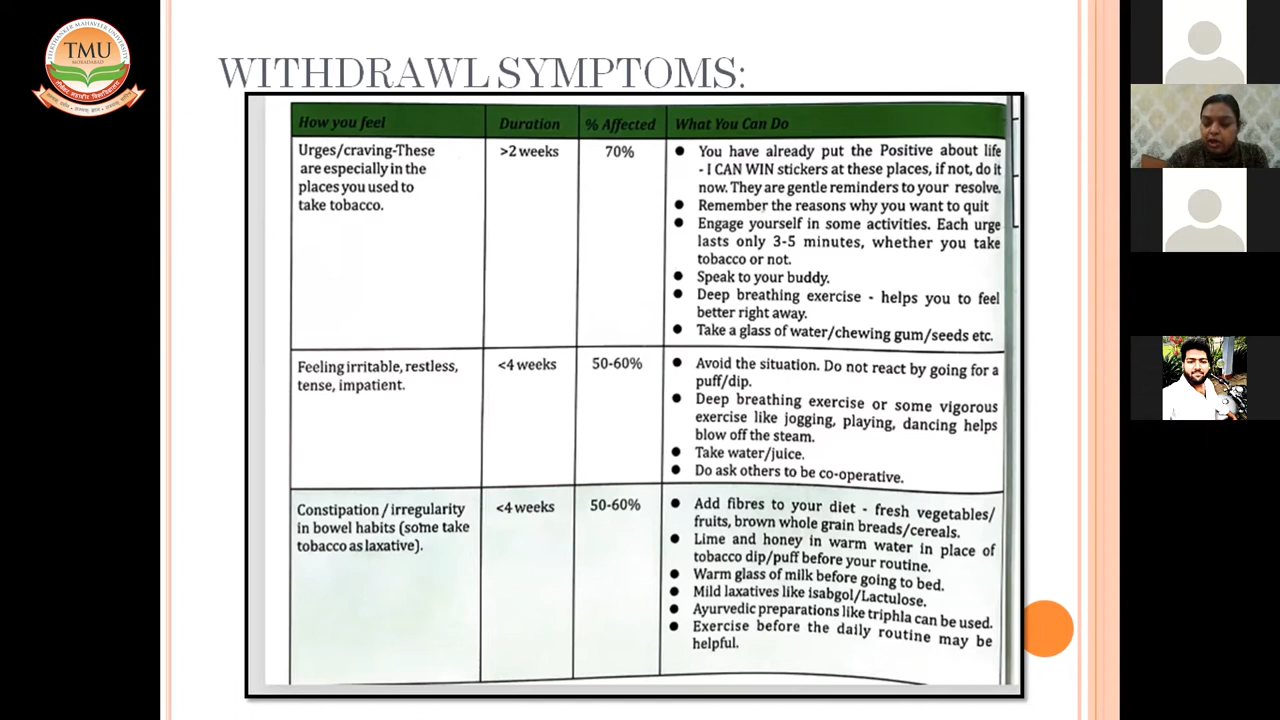 TEERTHANKER MAHAVEER UNIVERSITY
TMU
MORADABAD
WITHDRAWL SYMPTOMS:
How you feel
Duration
% Affected
What You Can Do
Urges/craving-These
are especially in the
places you used to
take tobacco.
>2 weeks
70%
● You have already put the Positive about life
- I CAN WIN stickers at these places, if not, do it
now. They are gentle reminders to your resolve.
● Remember the reasons why you want to quit
● Engage yourself in some activities. Each urge
lasts only 3-5 minutes, whether you take
tobacco or not.
● Speak to your buddy.
● Deep breathing exercise - helps you to feel
better right away.
● Take a glass of water/chewing gum/seeds etc.
Feeling irritable, restless,
tense, impatient.
<4 weeks
50-60%
● Avoid the situation. Do not react by going for a
puff/dip.
● Deep breathing exercise or some vigorous
exercise like jogging, playing, dancing helps
blow off the steam.
● Take water/juice.
● Do ask others to be co-operative.
Constipation / irregularity
in bowel habits (some take
tobacco as laxative).
<4 weeks
50-60%
● Add fibres to your diet - fresh vegetables/
fruits, brown whole grain breads/cereals.
● Lime and honey in warm water in place of
tobacco dip/puff before your routine.
● Warm glass of milk before going to bed.
● Mild laxatives like isabgol/Lactulose.
● Ayurvedic preparations like triphla can be used.
● Exercise before the daily routine may be
helpful.